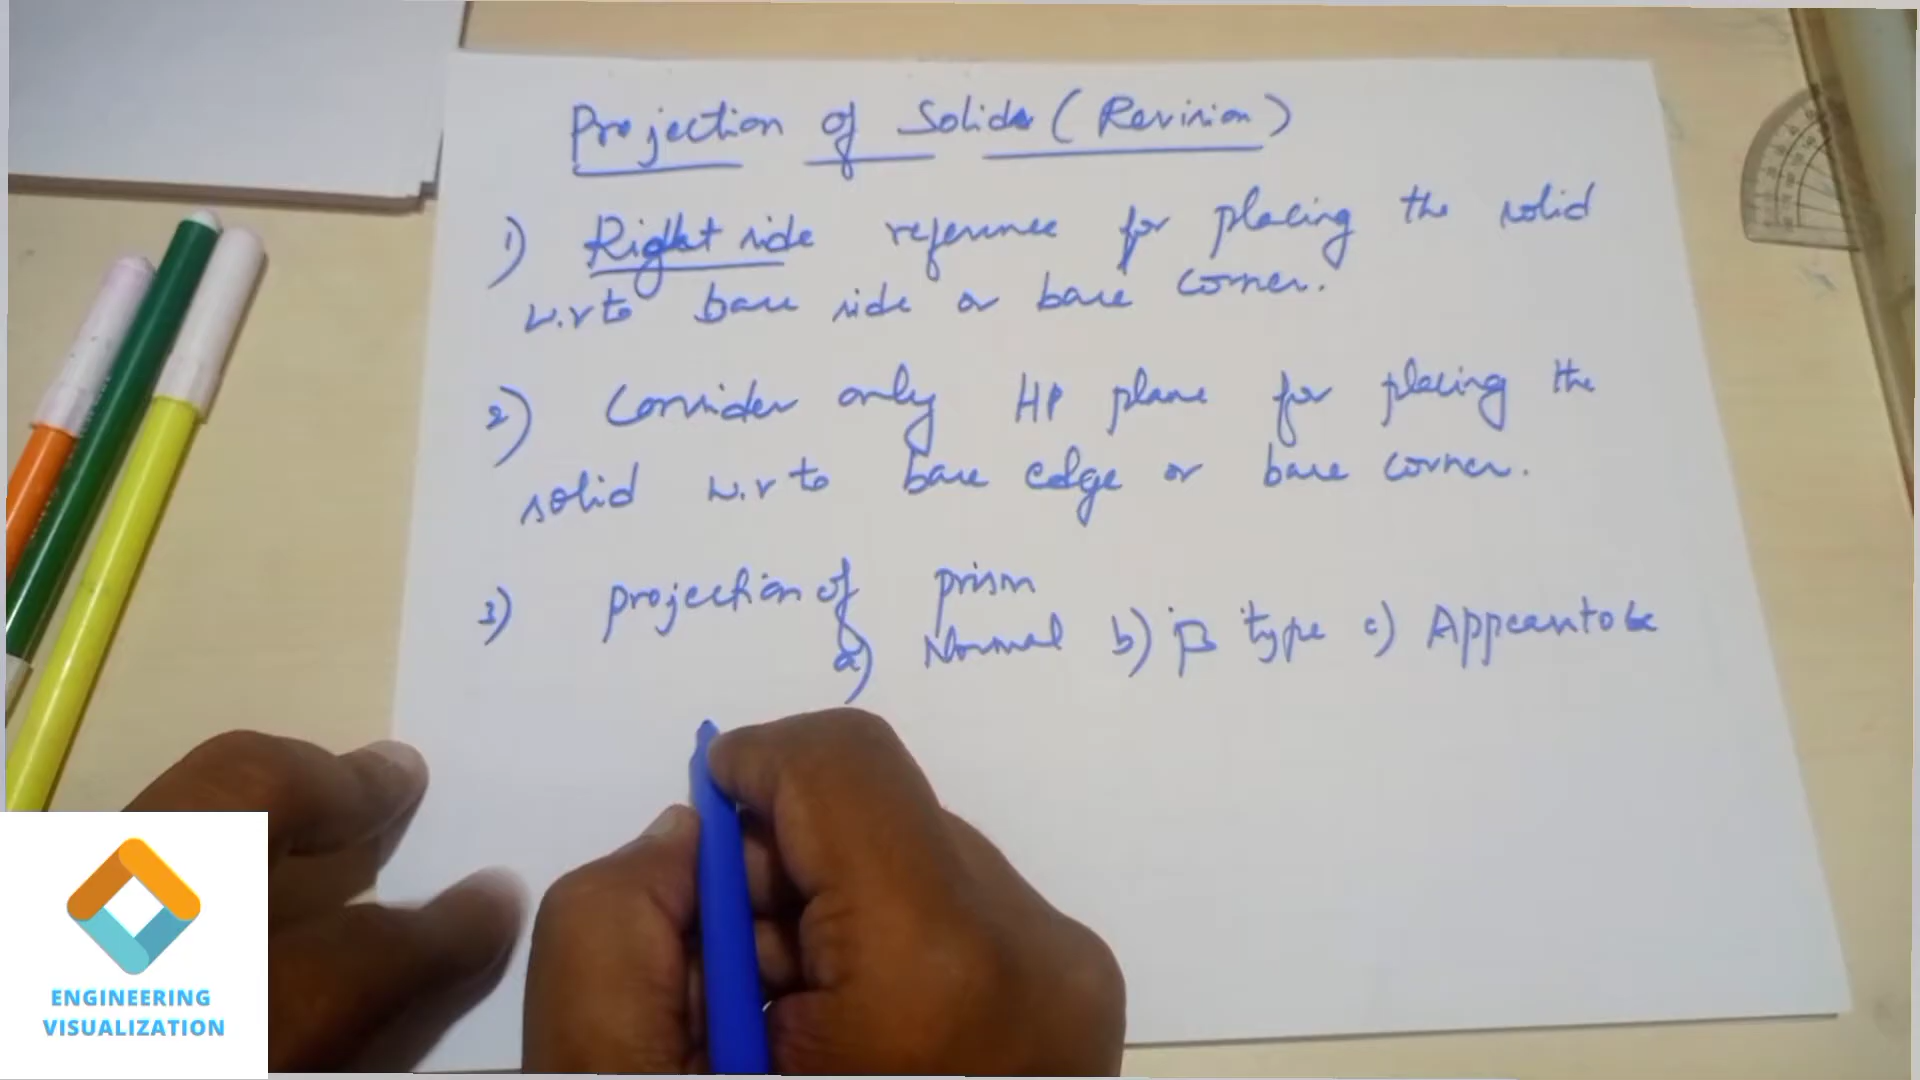 Projection of Solids (Revision)
1) Right side reference for placing the solid
w.r to base side or base corner.
2) Consider only HP plane for placing the
solid w.r to base edge or base corner.
3) projection of prism
a) Normal b) β type c) Appears to be
ENGINEERING
VISUALIZATION